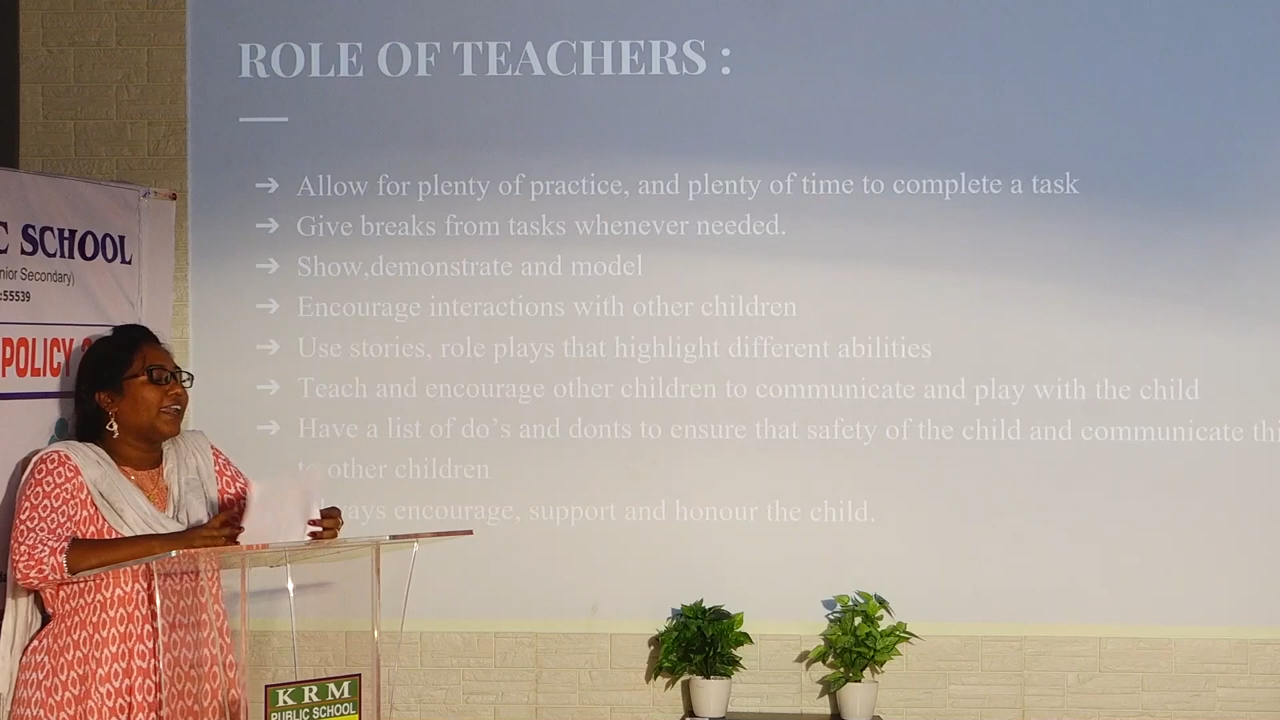 ROLE OF TEACHERS :
➔ Allow for plenty of practice, and plenty of time to complete a task
➔ Give breaks from tasks whenever needed.
➔ Show,demonstrate and model
➔ Encourage interactions with other children
➔ Use stories, role plays that highlight different abilities
➔ Teach and encourage other children to communicate and play with the child
➔ Have a list of do's and donts to ensure that safety of the child and communicate
to other children
encourage, support and honour the child.
C SCHOOL
nior Secondary)
:55539
POLICY
KRM
PUBLIC SCHOOL